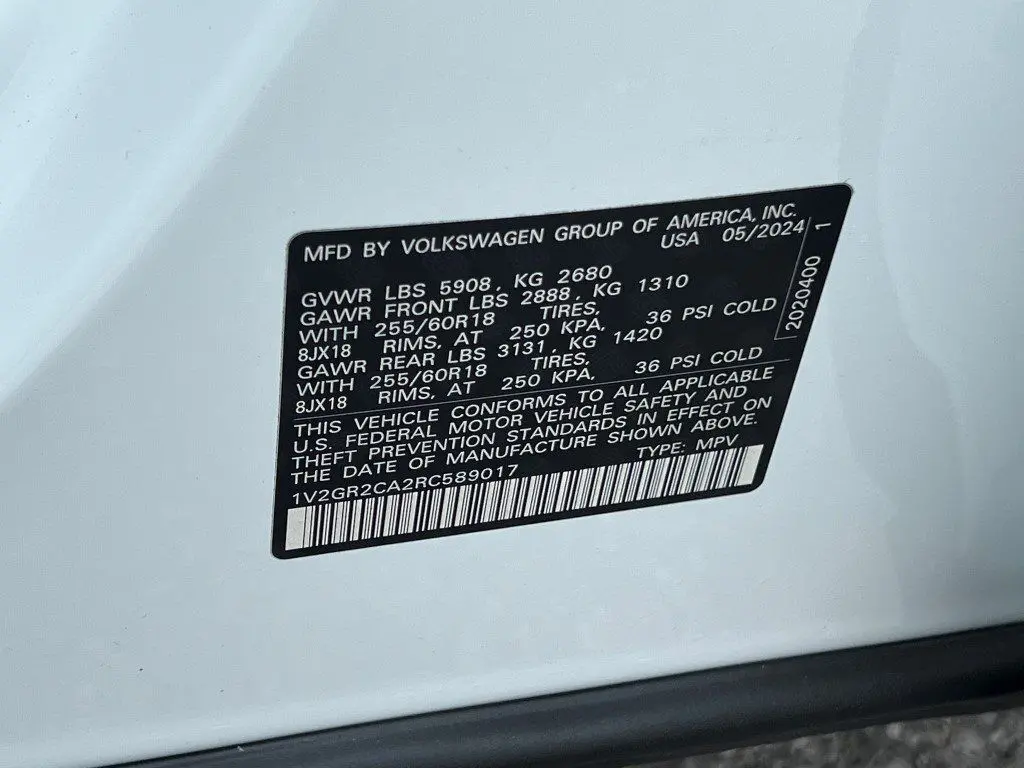 MFD BY VOLKSWAGEN GROUP OF AMERICA, INC.
USA 05/2024
GVWR LBS 5908, KG 2680
GAWR FRONT LBS 2888, KG 1310
WITH 255/60R18 TIRES,
8JX18 RIMS, AT 250 KPA, 36 PSI COLD
GAWR REAR LBS 3131, KG 1420
WITH 255/60R18 TIRES,
8JX18 RIMS, AT 250 KPA, 36 PSI COLD
THIS VEHICLE CONFORMS TO ALL APPLICABLE
U.S. FEDERAL MOTOR VEHICLE SAFETY AND
THEFT PREVENTION STANDARDS IN EFFECT ON
THE DATE OF MANUFACTURE SHOWN ABOVE.
1V2GR2CA2RC589017 TYPE: MPV
2020400 1